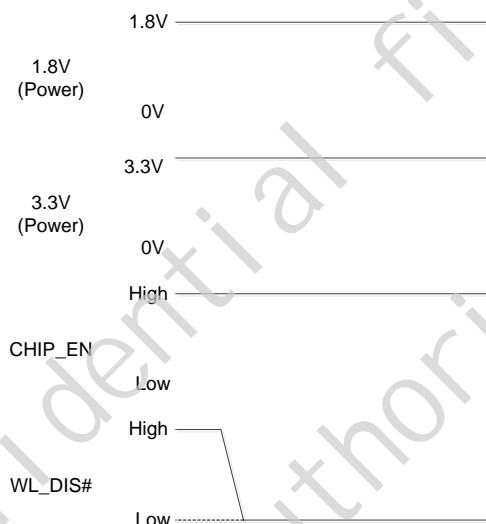 1.8V
1.8V
(Power)
0V
3.3V
3.3V
(Power)
0V
High
CHIP_EN
Low
High
WL_DIS#
Low